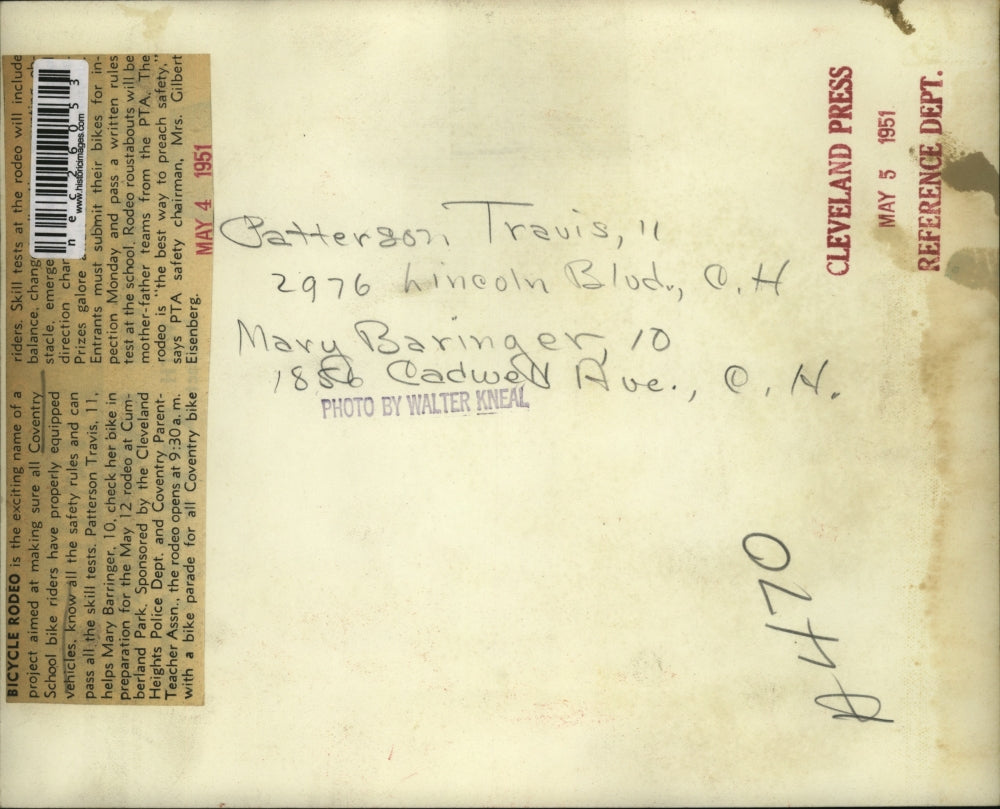 BICYCLE RODEO is the exciting name of a
project aimed at making sure all Coventry
School bike riders have properly equipped
vehicles, know all the safety rules and can
pass all the skill tests. Patterson Travis, 11,
helps Mary Barringer, 10, check her bike in
preparation for the May 12 rodeo at Cum-
berland Park. Sponsored by the Cleveland
Heights Police Dept. and Coventry Parent-
Teacher Assn., the rodeo opens at 9:30 a. m.
with a bike parade for all Coventry bike
riders. Skill tests at the rodeo will include
balance,
stacle, emerge
direction
Prizes galore
Entrants must submit their bikes for in-
pection Monday and pass a written rules
test at the school. Rodeo roustabouts will be
mother-father teams from the PTA. The
rodeo is "the best way to preach safety,"
says PTA safety chairman, Mrs. Gilbert
Eisenberg.
nec26053
www.historicimages.com
MAY 4 1951
Patterson Travis, 11
2976 Lincoln Blvd., C.H
Mary Baringer, 10
Cadwell Ave., C. H.
PHOTO BY WALTER KNEAL
CLEVELAND PRESS
MAY 5 1951
REFERENCE DEPT.
A470